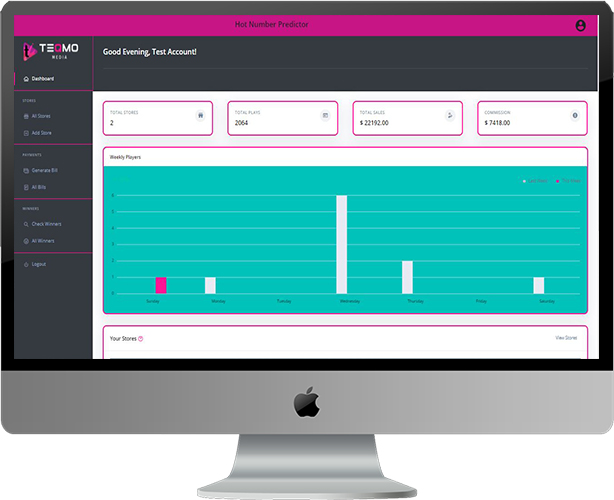 Hot Number Predictor
TEQMO
MEDIA
Good Evening, Test Account!
Dashboard
STORES
All Stores
Add Store
PAYMENTS
Generate Bill
All Bills
WINNERS
Check Winners
All Winners
Logout
TOTAL STORES
2
TOTAL PLAYS
2064
TOTAL SALES
$ 22192.00
COMMISSION
$ 7418.00
Weekly Players
Sunday
Monday
Tuesday
Wednesday
Thursday
Friday
Saturday
Your Stores
View Stores